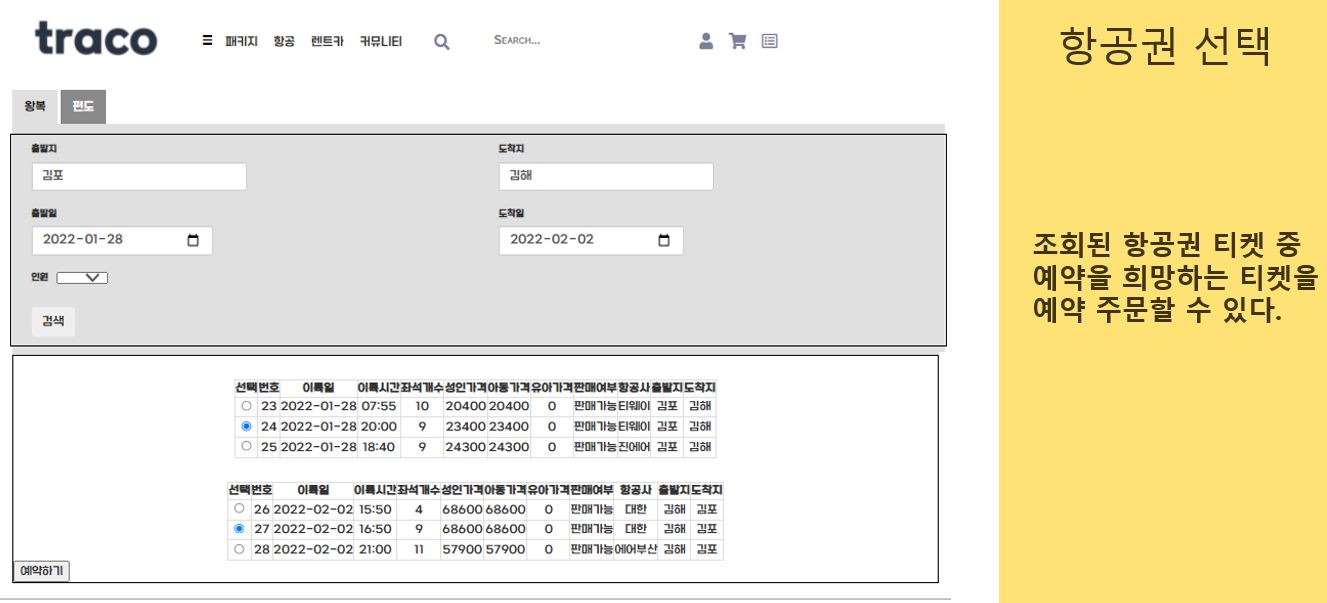 traco
패키지 항공 렌트카 커뮤니티
SEARCH...
항공권 선택
왕복 편도
출발지 도착지
김포 김해
출발일 도착일
2022-01-28 2022-02-02
인원
검색
조회된 항공권 티켓 중
예약을 희망하는 티켓을
예약 주문할 수 있다.
선택 번호 이륙일 이륙시간 좌석개수 성인가격 아동가격 유아가격 판매여부 항공사 출발지 도착지
23 2022-01-28 07:55 10 20400 20400 0 판매가능 티웨이 김포 김해
24 2022-01-28 20:00 9 23400 23400 0 판매가능 티웨이 김포 김해
25 2022-01-28 18:40 9 24300 24300 0 판매가능 진에어 김포 김해
선택 번호 이륙일 이륙시간 좌석개수 성인가격 아동가격 유아가격 판매여부 항공사 출발지 도착지
26 2022-02-02 15:50 4 68600 68600 0 판매가능 대한 김해 김포
27 2022-02-02 16:50 9 68600 68600 0 판매가능 대한 김해 김포
28 2022-02-02 21:00 11 57900 57900 0 판매가능 에어부산 김해 김포
예약하기